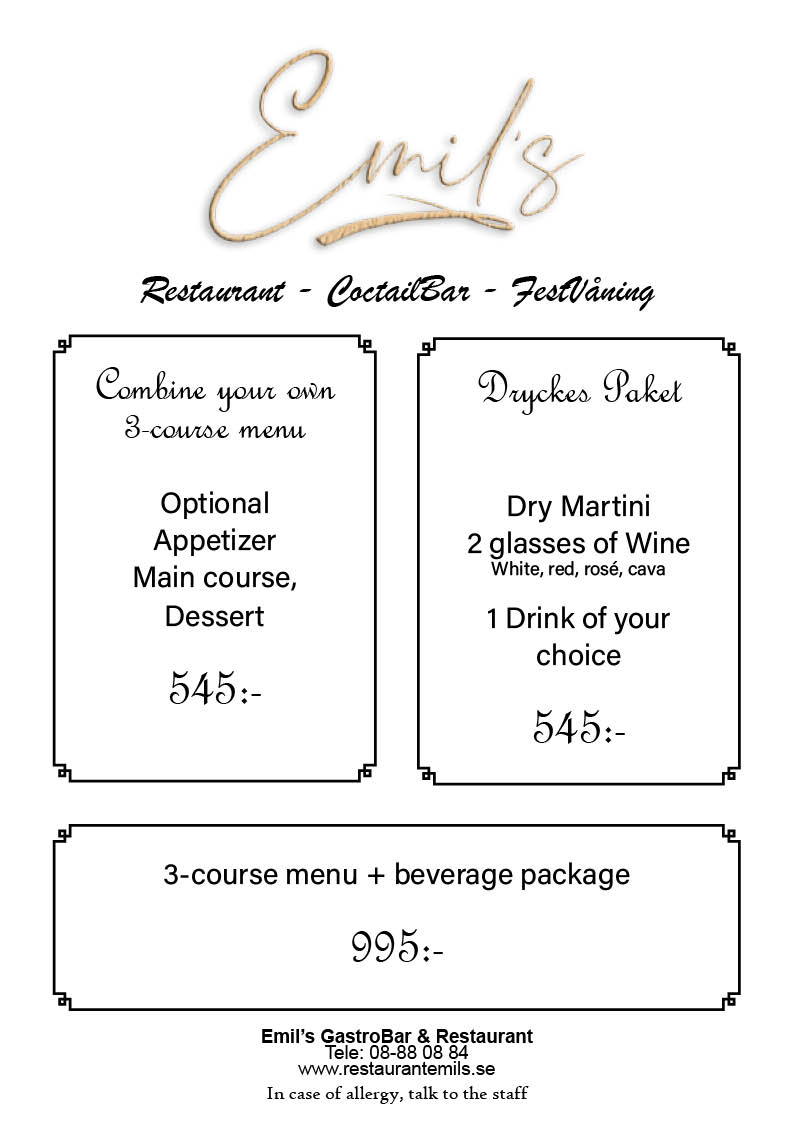 Emil's
Restaurant - CoctailBar - FestVåning
Combine your own
3-course menu
Optional
Appetizer
Main course,
Dessert
545:-
Dryckes Paket
Dry Martini
2 glasses of Wine
White, red, rosé, cava
1 Drink of your
choice
545:-
3-course menu + beverage package
995:-
Emil's GastroBar & Restaurant
Tele: 08-88 08 84
www.restaurantemils.se
In case of allergy, talk to the staff